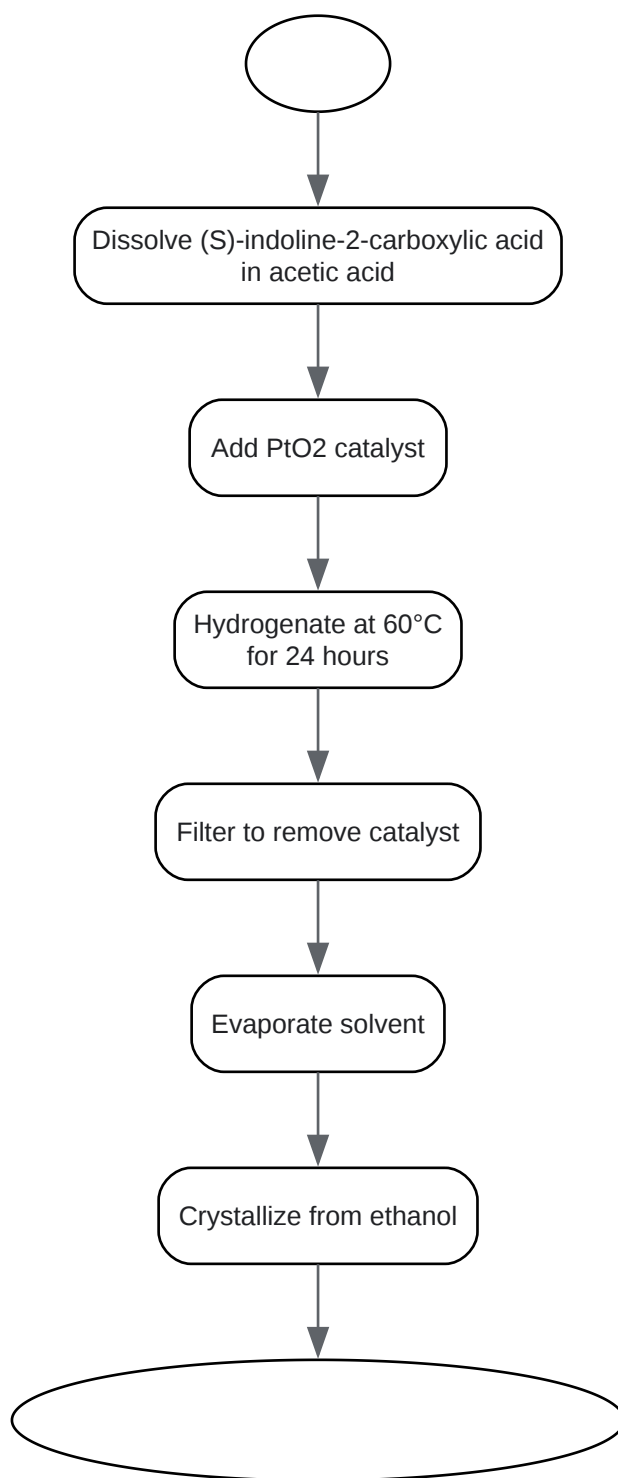 Dissolve (S)-indoline-2-carboxylic acid
in acetic acid
Add PtO2 catalyst
Hydrogenate at 60°C
for 24 hours
Filter to remove catalyst
Evaporate solvent
Crystallize from ethanol